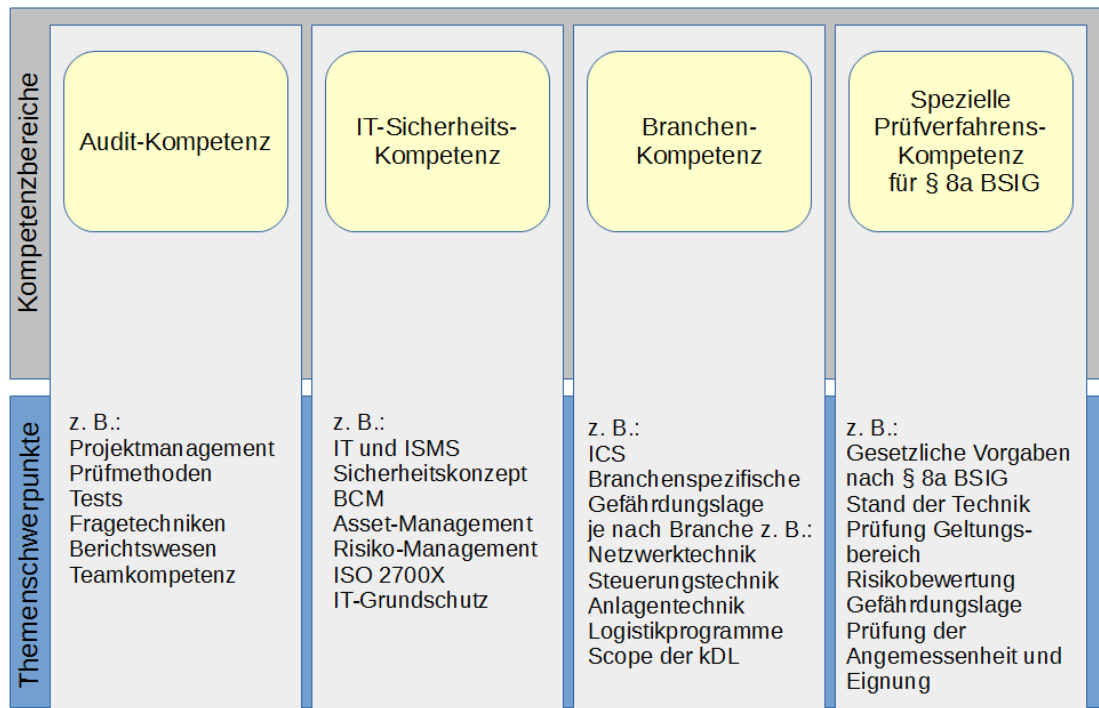 Kompetenzbereiche
Audit-Kompetenz
IT-Sicherheits-
Kompetenz
Branchen-
Kompetenz
Spezielle
Prüfverfahrens-
Kompetenz
für § 8a BSIG
Themenschwerpunkte
z. B.:
Projektmanagement
Prüfmethoden
Tests
Fragetechniken
Berichtswesen
Teamkompetenz
z. B.:
IT und ISMS
Sicherheitskonzept
BCM
Asset-Management
Risiko-Management
ISO 2700X
IT-Grundschutz
z. B.:
ICS
Branchenspezifische
Gefährdungslage
je nach Branche z. B.:
Netzwerktechnik
Steuerungstechnik
Anlagentechnik
Logistikprogramme
Scope der kDL
z. B.:
Gesetzliche Vorgaben
nach § 8a BSIG
Stand der Technik
Prüfung Geltungs-
bereich
Risikobewertung
Gefährdungslage
Prüfung der
Angemessenheit und
Eignung